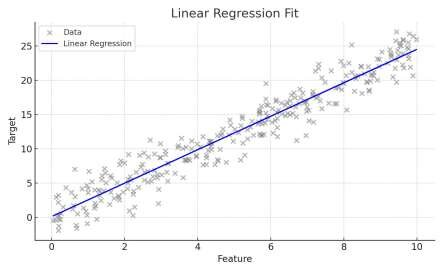 Linear Regression Fit
Data
Linear Regression
Target
25
20
15
10
5
0
0 2 4 6 8 10
Feature